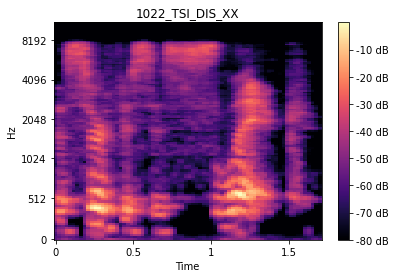 1022_TSI_DIS_XX
8192
4096
2048
1024
512
0
Hz
0
0.5
1
1.5
Time
-10 dB
-20 dB
-30 dB
-40 dB
-50 dB
-60 dB
-70 dB
-80 dB